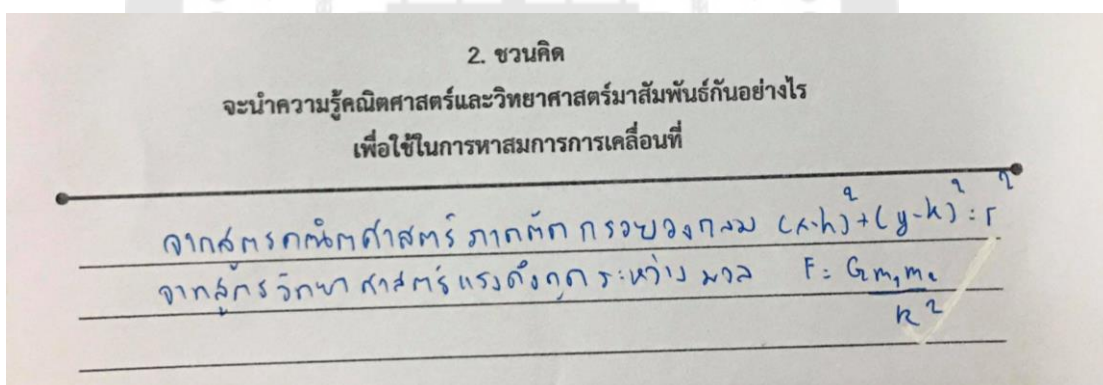 2. ชวนคิด
จะนำความรู้คณิตศาสตร์และวิทยาศาสตร์มาสัมพันธ์กันอย่างไร
เพื่อใช้ในการหาสมการการเคลื่อนที่
จากสูตรคณิตศาสตร์ ภาคตัดกรวยวงกลม (x-h)²+(y-k)²=r²
จากสูตรวิทยาศาสตร์แรงดึงดูดระหว่างมวล F = Gm₁m₂/R²